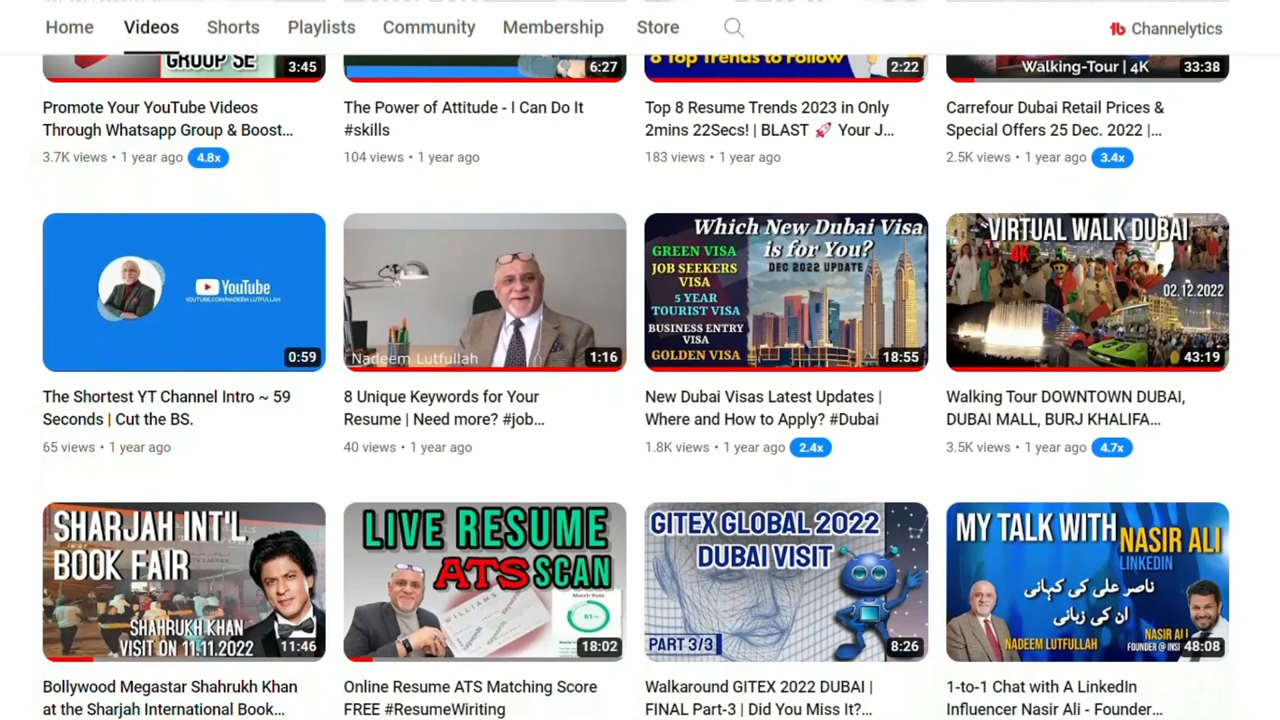 Home Videos Shorts Playlists Community Membership Store Channelytics
GROUP SE
3:45
6:27
8 Top Trends to Follow
2:22
Walking-Tour | 4K
33:38
Promote Your YouTube Videos
Through Whatsapp Group & Boost...
3.7K views • 1 year ago 4.8x
The Power of Attitude - I Can Do It
#skills
104 views • 1 year ago
Top 8 Resume Trends 2023 in Only
2mins 22Secs! | BLAST 🚀 Your J...
183 views • 1 year ago
Carrefour Dubai Retail Prices &
Special Offers 25 Dec. 2022 |...
2.5K views • 1 year ago 3.4x
YouTube
YOUTUBE.COM/NADEEM LUTFULLAH
0:59
Nadeem Lutfullah
1:16
Which New Dubai Visa
is for You?
DEC 2022 UPDATE
GREEN VISA
JOB SEEKERS
VISA
5 YEAR
TOURIST VISA
BUSINESS ENTRY
VISA
GOLDEN VISA
18:55
VIRTUAL WALK DUBAI
4K
02.12.2022
43:19
The Shortest YT Channel Intro ~ 59
Seconds | Cut the BS.
65 views • 1 year ago
8 Unique Keywords for Your
Resume | Need more? #job...
40 views • 1 year ago
New Dubai Visas Latest Updates |
Where and How to Apply? #Dubai
1.8K views • 1 year ago 2.4x
Walking Tour DOWNTOWN DUBAI,
DUBAI MALL, BURJ KHALIFA...
3.5K views • 1 year ago 4.7x
SHARJAH INT'L
BOOK FAIR
SHAHRUKH KHAN
VISIT ON 11.11.2022
11:46
LIVE RESUME
ATS SCAN
WILLIAMS
Match Rate
81%
18:02
GITEX GLOBAL 2022
DUBAI VISIT
PART 3/3
8:26
MY TALK WITH NASIR ALI
LINKEDIN
ناصر علی کی کہانی
ان کی زبانی
NADEEM LUTFULLAH
NASIR ALI
FOUNDER @ INSI
48:08
Bollywood Megastar Shahrukh Khan
at the Sharjah International Book...
Online Resume ATS Matching Score
FREE #ResumeWriting
Walkaround GITEX 2022 DUBAI |
FINAL Part-3 | Did You Miss It?...
1-to-1 Chat with A LinkedIn
Influencer Nasir Ali - Founder...